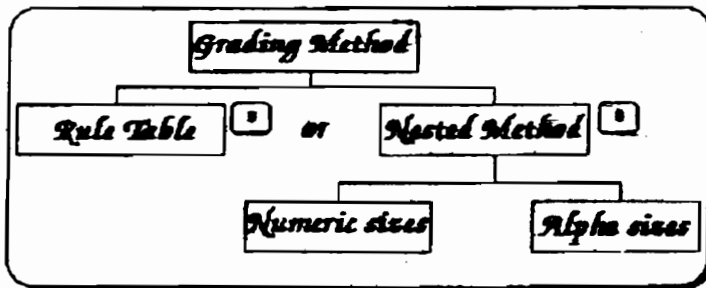 Grading Method
Rule Table or Nested Method
Numeric sizes Alpha sizes